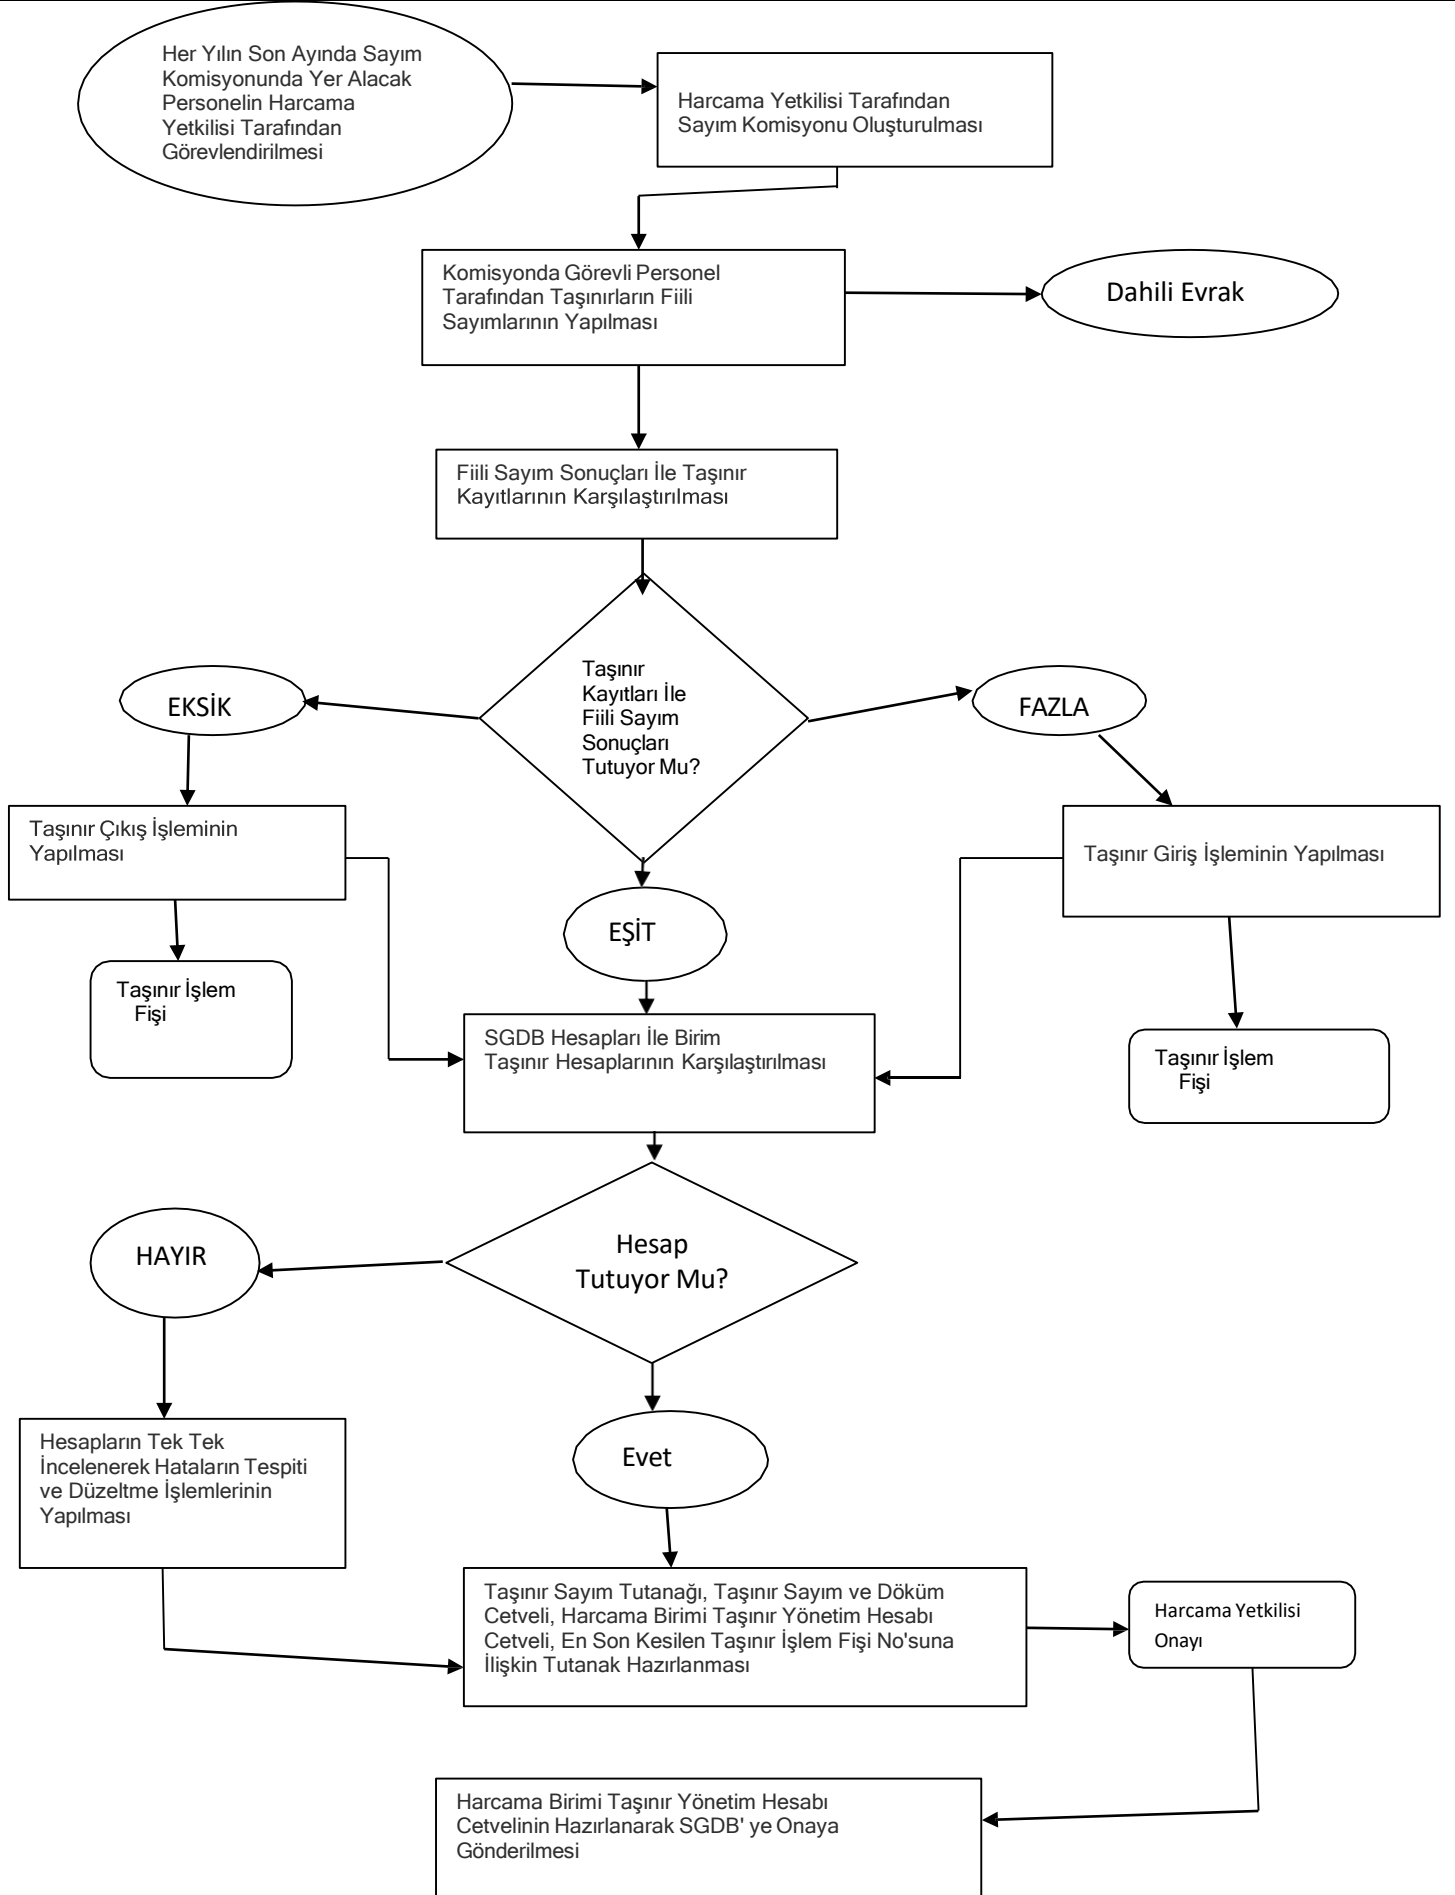 Her Yılın Son Ayında Sayım
Komisyonunda Yer Alacak
Personelin Harcama
Yetkilisi Tarafından
Görevlendirilmesi
Harcama Yetkilisi Tarafından
Sayım Komisyonu Oluşturulması
Komisyonda Görevli Personel
Tarafından Taşınırların Fiili
Sayımlarının Yapılması
Dahili Evrak
Fiili Sayım Sonuçları İle Taşınır
Kayıtlarının Karşılaştırılması
Taşınır
Kayıtları İle
Fiili Sayım
Sonuçları
Tutuyor Mu?
EKSİK
FAZLA
Taşınır Çıkış İşleminin
Yapılması
Taşınır Giriş İşleminin Yapılması
EŞİT
Taşınır İşlem
Fişi
SGDB Hesapları İle Birim
Taşınır Hesaplarının Karşılaştırılması
Taşınır İşlem
Fişi
Hesap
Tutuyor Mu?
HAYIR
Hesapların Tek Tek
İncelenerek Hataların Tespiti
ve Düzeltme İşlemlerinin
Yapılması
Evet
Taşınır Sayım Tutanağı, Taşınır Sayım ve Döküm
Cetveli, Harcama Birimi Taşınır Yönetim Hesabı
Cetveli, En Son Kesilen Taşınır İşlem Fişi No'suna
İlişkin Tutanak Hazırlanması
Harcama Yetkilisi
Onayı
Harcama Birimi Taşınır Yönetim Hesabı
Cetvelinin Hazırlanarak SGDB' ye Onaya
Gönderilmesi